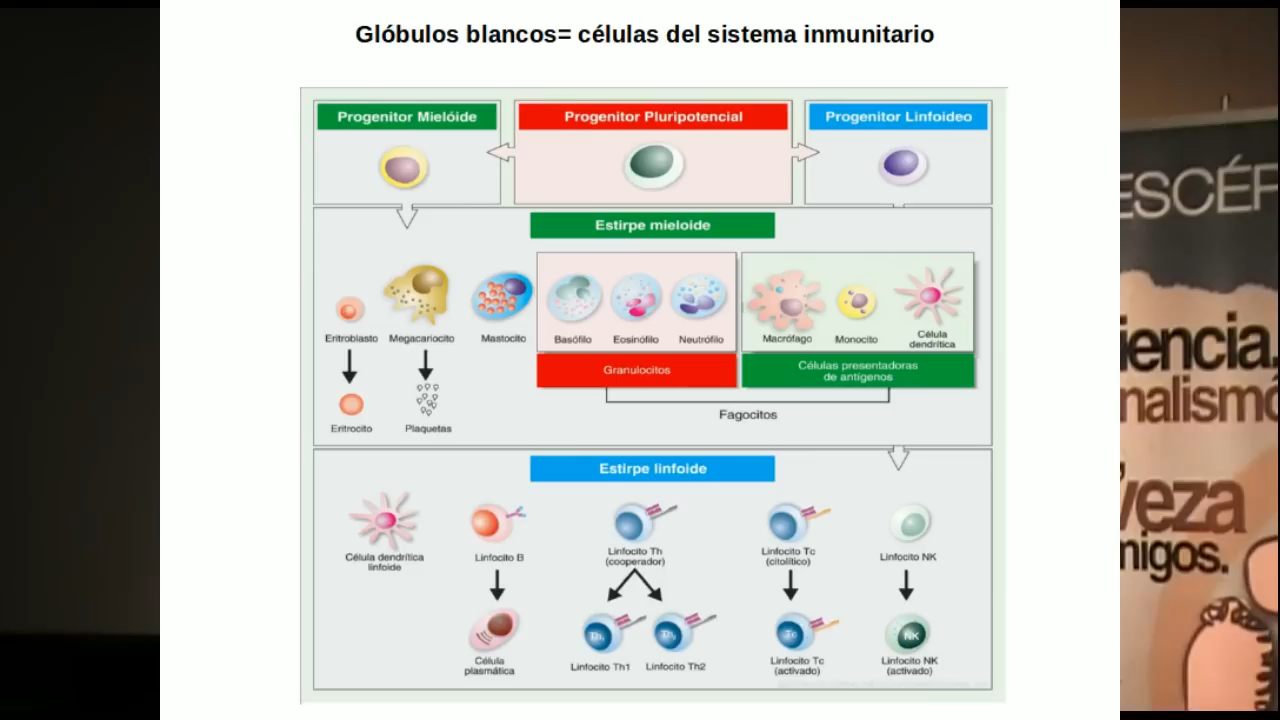 Glóbulos blancos= células del sistema inmunitario
Progenitor Mielóide
Progenitor Pluripotencial
Progenitor Linfoideo
Estirpe mieloide
Eritroblasto
Megacariocito
Mastocito
Basófilo
Eosinófilo
Neutrófilo
Macrófago
Monocito
Célula
dendrítica
Granulocitos
Células presentadoras
de antígenos
Fagocitos
Eritrocito
Plaquetas
Estirpe linfoide
Célula dendrítica
linfoide
Linfocito B
Linfocito Th
(cooperador)
Linfocito Tc
(citolítico)
Linfocito NK
Th1
Th2
Tc
NK
Célula
plasmática
Linfocito Th1
Linfocito Th2
Linfocito Tc
(activado)
Linfocito NK
(activado)
ESCÉP
iencia.
nalismo
veza
migos.